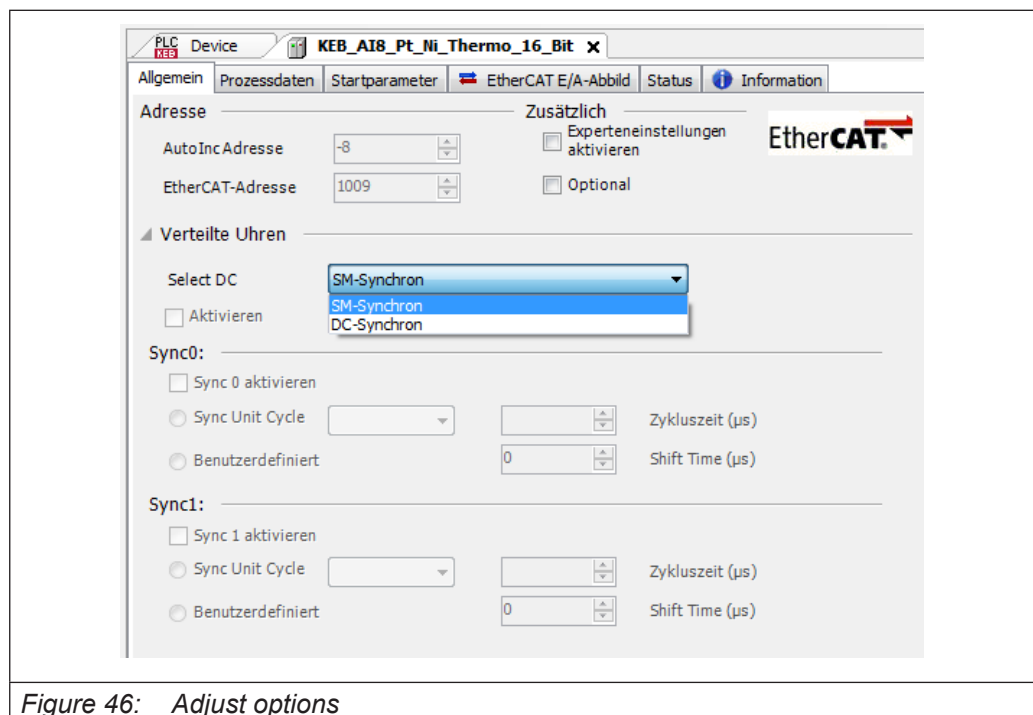 PLC KEB Device KEB_AI8_Pt_Ni_Thermo_16_Bit x
Allgemein Prozessdaten Startparameter EtherCAT E/A-Abbild Status i Information
Adresse Zusätzlich
AutoInc Adresse -8 Experteneinstellungen aktivieren EtherCAT.
EtherCAT-Adresse 1009 Optional
Verteilte Uhren
Select DC SM-Synchron
SM-Synchron
Aktivieren DC-Synchron
Sync0:
Sync 0 aktivieren
Sync Unit Cycle Zykluszeit (µs)
Benutzerdefiniert 0 Shift Time (µs)
Sync1:
Sync 1 aktivieren
Sync Unit Cycle Zykluszeit (µs)
Benutzerdefiniert 0 Shift Time (µs)
Figure 46: Adjust options